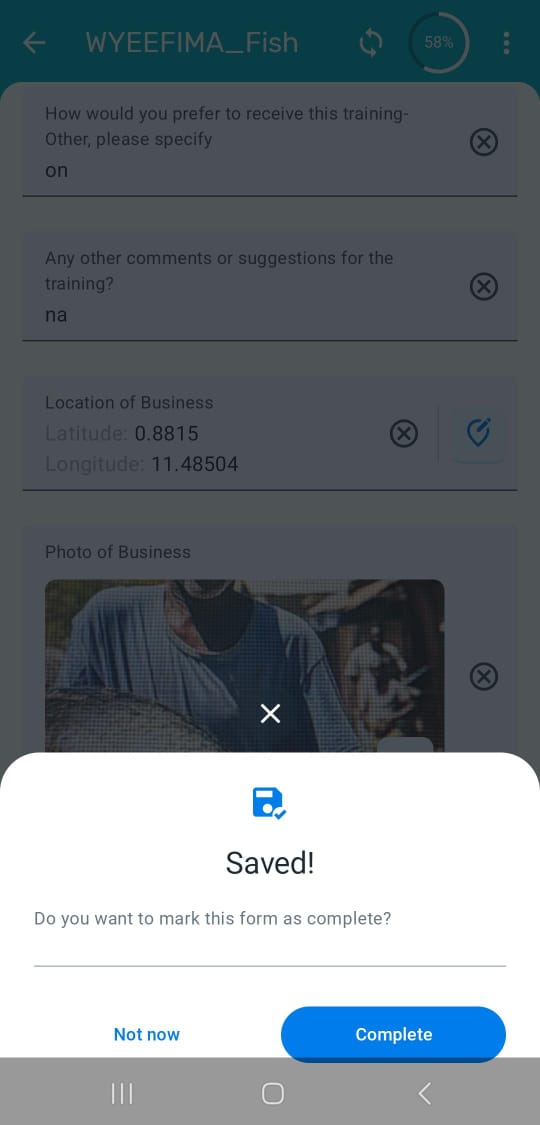 WYEEFIMA_Fish
58%
How would you prefer to receive this training-
Other, please specify
on
Any other comments or suggestions for the
training?
na
Location of Business
Latitude: 0.8815
Longitude: 11.48504
Photo of Business
Saved!
Do you want to mark this form as complete?
Not now
Complete